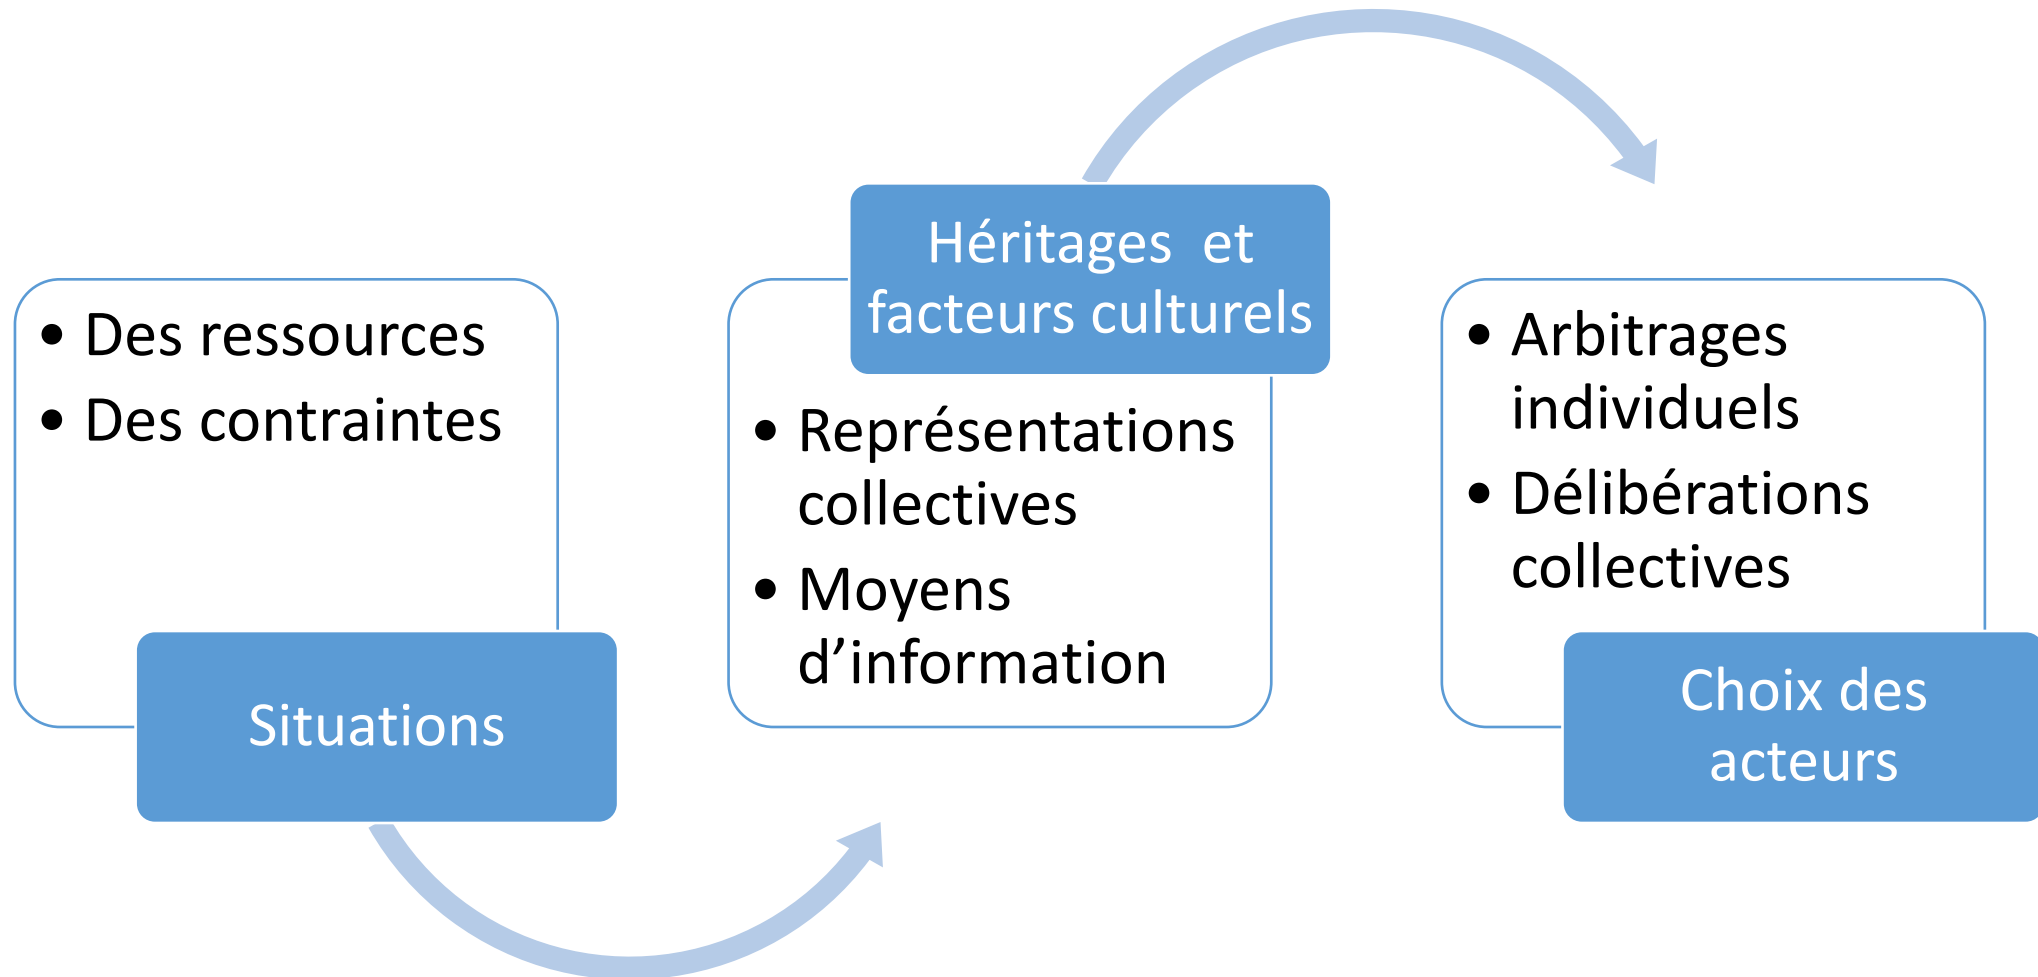 • Des ressources
• Des contraintes
Situations
Héritages et
facteurs culturels
• Représentations
collectives
• Moyens
d’information
• Arbitrages
individuels
• Délibérations
collectives
Choix des
acteurs